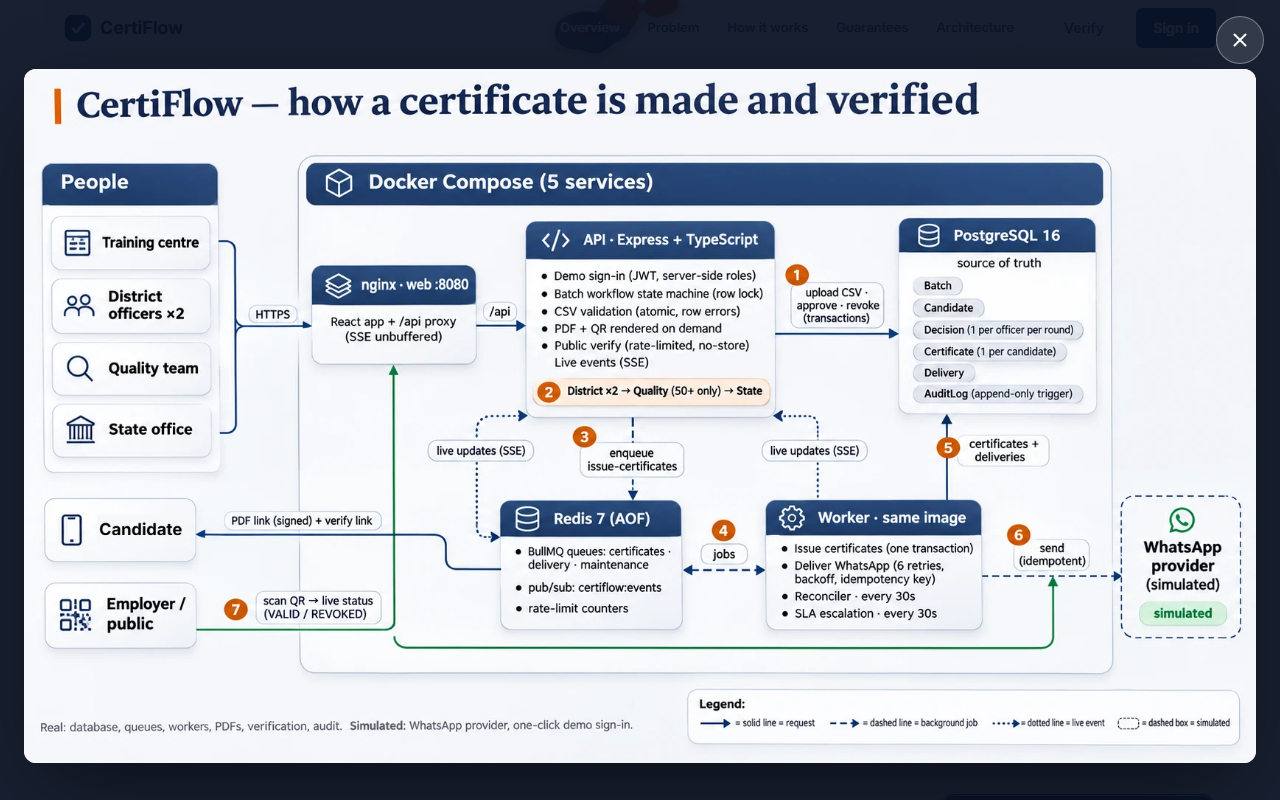 CertiFlow
Overview
Problem
How it works
Guarantees
Architecture
Verify
Sign in
CertiFlow — how a certificate is made and verified
People
Training centre
District
officers ×2
Quality team
State office
Candidate
Employer /
public
HTTPS
Docker Compose (5 services)
nginx · web :8080
React app + /api proxy
(SSE unbuffered)
/api
API · Express + TypeScript
• Demo sign-in (JWT, server-side roles)
• Batch workflow state machine (row lock)
• CSV validation (atomic, row errors)
• PDF + QR rendered on demand
• Public verify (rate-limited, no-store)
Live events (SSE)
2 District ×2 → Quality (50+ only) → State
1
upload CSV ·
approve · revoke
(transactions)
PostgreSQL 16
source of truth
Batch
Candidate
Decision (1 per officer per round)
Certificate (1 per candidate)
Delivery
AuditLog (append-only trigger)
live updates (SSE)
3
enqueue
issue-certificates
live updates (SSE)
5
certificates +
deliveries
PDF link (signed) + verify link
Redis 7 (AOF)
• BullMQ queues: certificates ·
delivery · maintenance
• pub/sub: certiflow:events
• rate-limit counters
4
jobs
Worker · same image
• Issue certificates (one transaction)
• Deliver WhatsApp (6 retries,
backoff, idempotency key)
• Reconciler · every 30s
• SLA escalation · every 30s
6
send
(idempotent)
WhatsApp
provider
(simulated)
simulated
7
scan QR → live status
(VALID / REVOKED)
Real: database, queues, workers, PDFs, verification, audit. Simulated: WhatsApp provider, one-click demo sign-in.
Legend:
= solid line = request
= dashed line = background job
= dotted line = live event
= dashed box = simulated